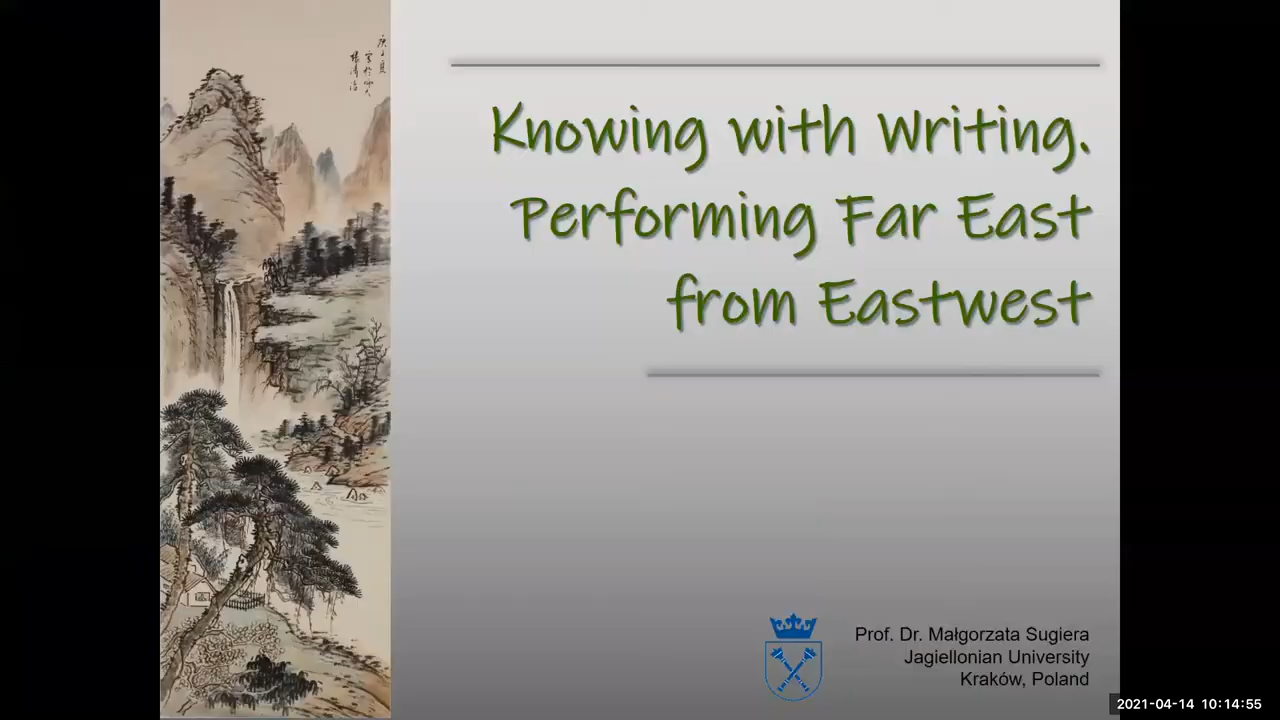 Knowing with Writing.
Performing Far East
from Eastwest
Prof. Dr. Małgorzata Sugiera
Jagiellonian University
Kraków, Poland
2021-04-14 10:14:55